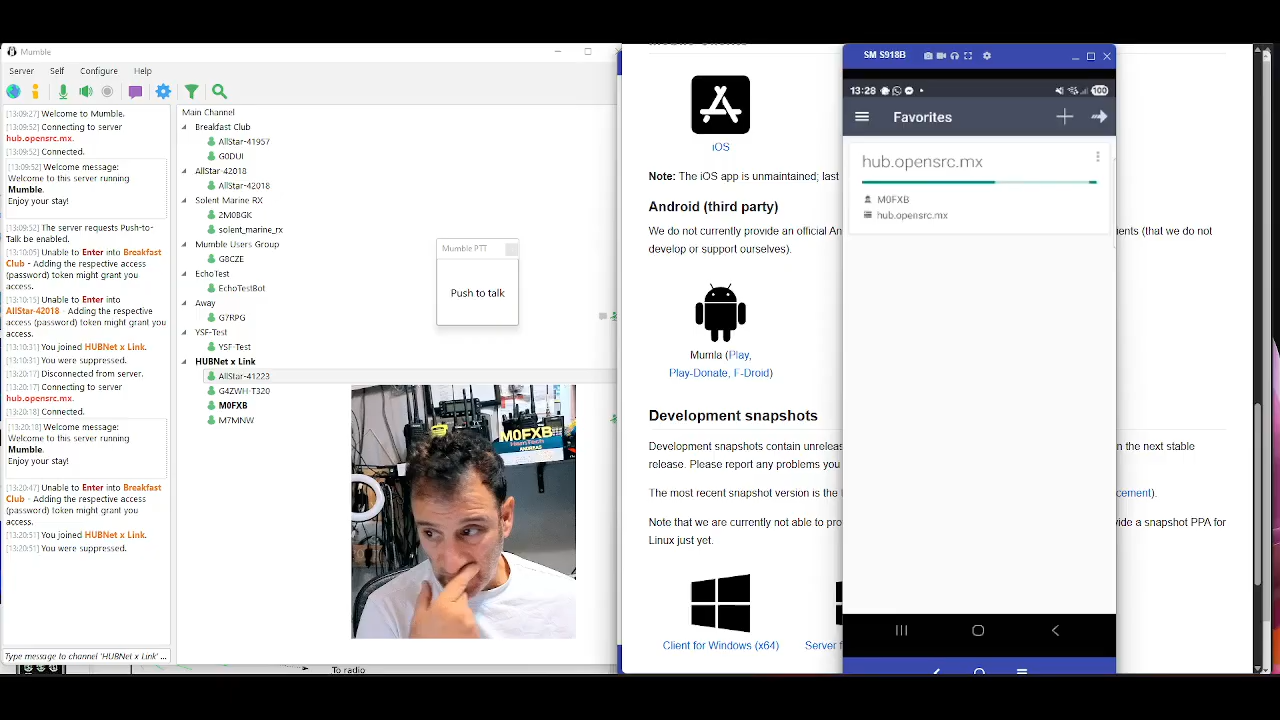 Mumble
Server
Self
Configure
Help
[13:09:27] Welcome to Mumble.
[13:09:52] Connecting to server
hub.opensrc.mx.
[13:09:52] Connected.
[13:09:52] Welcome message:
Welcome to this server running
Mumble.
Enjoy your stay!
[13:09:52] The server requests Push-to-
Talk be enabled.
[13:10:05] Unable to Enter into Breakfast
Club - Adding the respective access
(password) token might grant you
access.
[13:10:15] Unable to Enter into
AllStar-42018 - Adding the respective
access (password) token might grant you
access.
[13:10:31] You joined HUBNet x Link.
[13:10:31] You were suppressed.
[13:20:17] Disconnected from server.
[13:20:17] Connecting to server
hub.opensrc.mx.
[13:20:18] Connected.
[13:20:18] Welcome message:
Welcome to this server running
Mumble.
Enjoy your stay!
[13:20:47] Unable to Enter into Breakfast
Club - Adding the respective access
(password) token might grant you
access.
[13:20:51] You joined HUBNet x Link.
[13:20:51] You were suppressed.
Type message to channel 'HUBNet x Link' ...
Main Channel
Breakfast Club
AllStar-41957
G0DUI
AllStar-42018
AllStar-42018
Solent Marine RX
2M0BGK
solent_marine_rx
Mumble Users Group
G8CZE
EchoTest
EchoTestBot
Away
G7RPG
YSF-Test
YSF-Test
HUBNet x Link
AllStar-41223
G4ZWH-T320
M0FXB
M7MNW
Mumble PTT
Push to talk
M0FXB
ANDREAS
To radio
iOS
Note: The iOS app is unmaintained; last
Android (third party)
We do not currently provide an official An
ents (that we do not
develop or support ourselves).
Mumla (Play,
Play-Donate, F-Droid)
Development snapshots
Development snapshots contain unreleas
n the next stable
release. Please report any problems you
The most recent snapshot version is the
cement).
Note that we are currently not able to pro
vide a snapshot PPA for
Linux just yet.
Client for Windows (x64)
Server f
SM S918B
13:28
100
Favorites
hub.opensrc.mx
M0FXB
hub.opensrc.mx